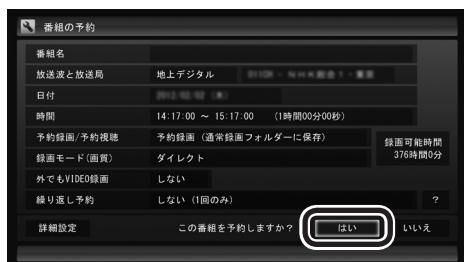 番組の予約
番組名
放送波と放送局 地上デジタル
日付
時間 14:17:00 ～ 15:17:00 (1時間00分00秒)
予約録画/予約視聴 予約録画 (通常録画フォルダーに保存)
録画モード(画質) ダイレクト
録画可能時間
376時間0分
外でもVIDEO録画 しない
繰り返し予約 しない (1回のみ) ?
詳細設定 この番組を予約しますか? はい いいえ